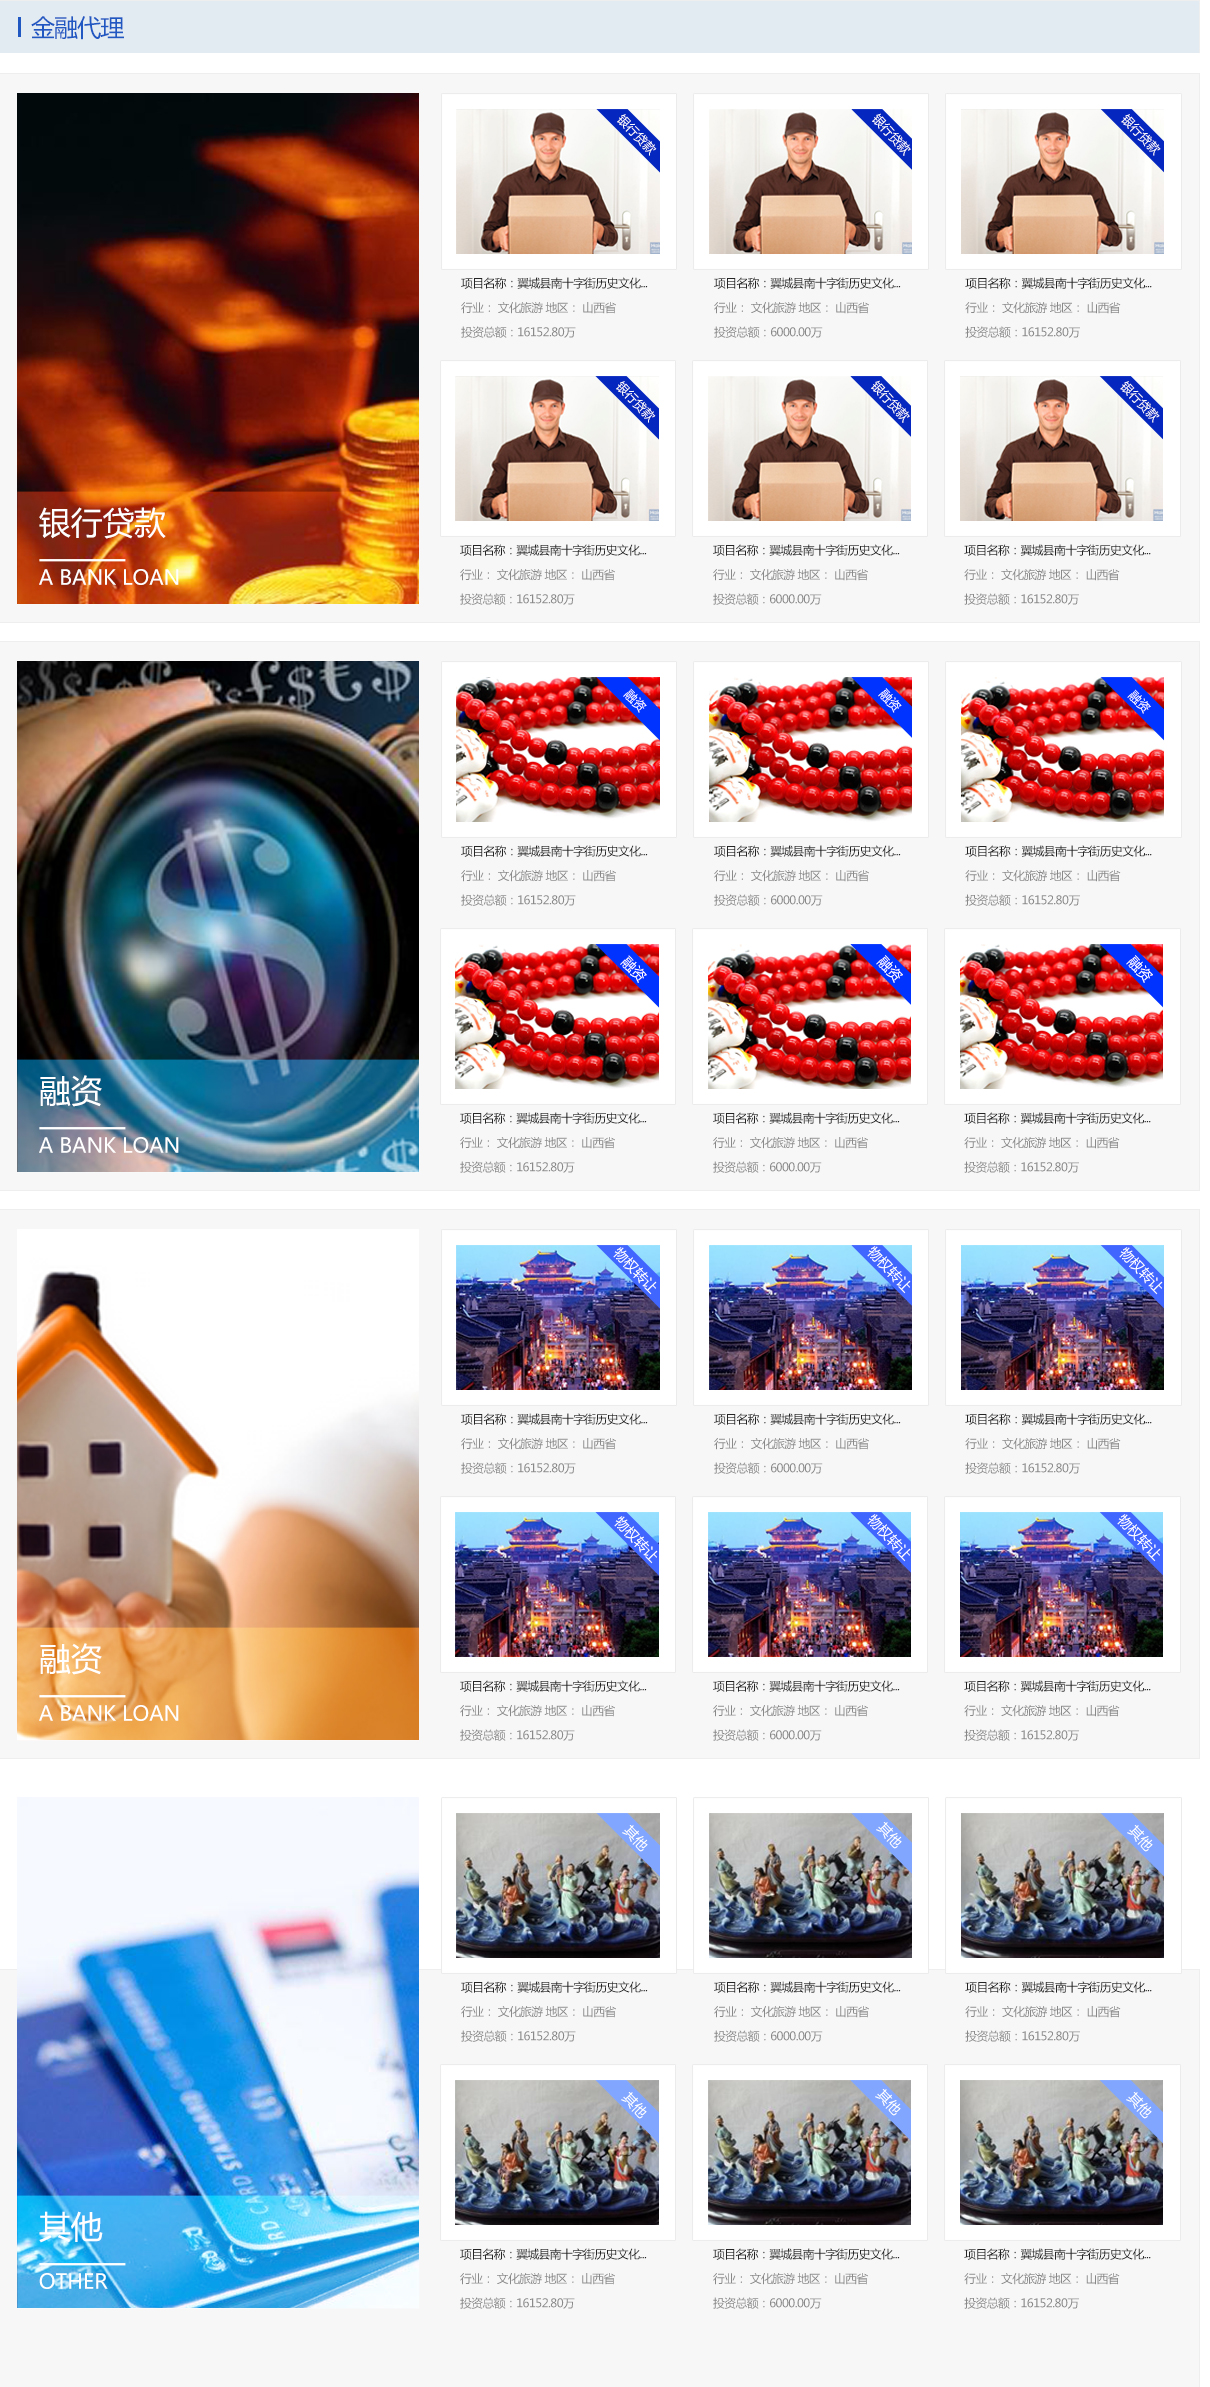 金融代理
银行贷款
A BANK LOAN
银行贷款
银行贷款
银行贷款
项目名称：翼城县南十字街历史文化...
项目名称：翼城县南十字街历史文化...
项目名称：翼城县南十字街历史文化...
行业： 文化旅游 地区： 山西省
行业： 文化旅游 地区： 山西省
行业： 文化旅游 地区： 山西省
投资总额：16152.80万
投资总额：6000.00万
投资总额：16152.80万
银行贷款
银行贷款
银行贷款
项目名称：翼城县南十字街历史文化...
项目名称：翼城县南十字街历史文化...
项目名称：翼城县南十字街历史文化...
行业： 文化旅游 地区： 山西省
行业： 文化旅游 地区： 山西省
行业： 文化旅游 地区： 山西省
投资总额：16152.80万
投资总额：6000.00万
投资总额：16152.80万
融资
A BANK LOAN
融资
融资
融资
项目名称：翼城县南十字街历史文化...
项目名称：翼城县南十字街历史文化...
项目名称：翼城县南十字街历史文化...
行业： 文化旅游 地区： 山西省
行业： 文化旅游 地区： 山西省
行业： 文化旅游 地区： 山西省
投资总额：16152.80万
投资总额：6000.00万
投资总额：16152.80万
融资
融资
融资
项目名称：翼城县南十字街历史文化...
项目名称：翼城县南十字街历史文化...
项目名称：翼城县南十字街历史文化...
行业： 文化旅游 地区： 山西省
行业： 文化旅游 地区： 山西省
行业： 文化旅游 地区： 山西省
投资总额：16152.80万
投资总额：6000.00万
投资总额：16152.80万
融资
A BANK LOAN
物权转让
物权转让
物权转让
项目名称：翼城县南十字街历史文化...
项目名称：翼城县南十字街历史文化...
项目名称：翼城县南十字街历史文化...
行业： 文化旅游 地区： 山西省
行业： 文化旅游 地区： 山西省
行业： 文化旅游 地区： 山西省
投资总额：16152.80万
投资总额：6000.00万
投资总额：16152.80万
物权转让
物权转让
物权转让
项目名称：翼城县南十字街历史文化...
项目名称：翼城县南十字街历史文化...
项目名称：翼城县南十字街历史文化...
行业： 文化旅游 地区： 山西省
行业： 文化旅游 地区： 山西省
行业： 文化旅游 地区： 山西省
投资总额：16152.80万
投资总额：6000.00万
投资总额：16152.80万
其他
OTHER
其他
其他
其他
项目名称：翼城县南十字街历史文化...
项目名称：翼城县南十字街历史文化...
项目名称：翼城县南十字街历史文化...
行业： 文化旅游 地区： 山西省
行业： 文化旅游 地区： 山西省
行业： 文化旅游 地区： 山西省
投资总额：16152.80万
投资总额：6000.00万
投资总额：16152.80万
其他
其他
其他
项目名称：翼城县南十字街历史文化...
项目名称：翼城县南十字街历史文化...
项目名称：翼城县南十字街历史文化...
行业： 文化旅游 地区： 山西省
行业： 文化旅游 地区： 山西省
行业： 文化旅游 地区： 山西省
投资总额：16152.80万
投资总额：6000.00万
投资总额：16152.80万